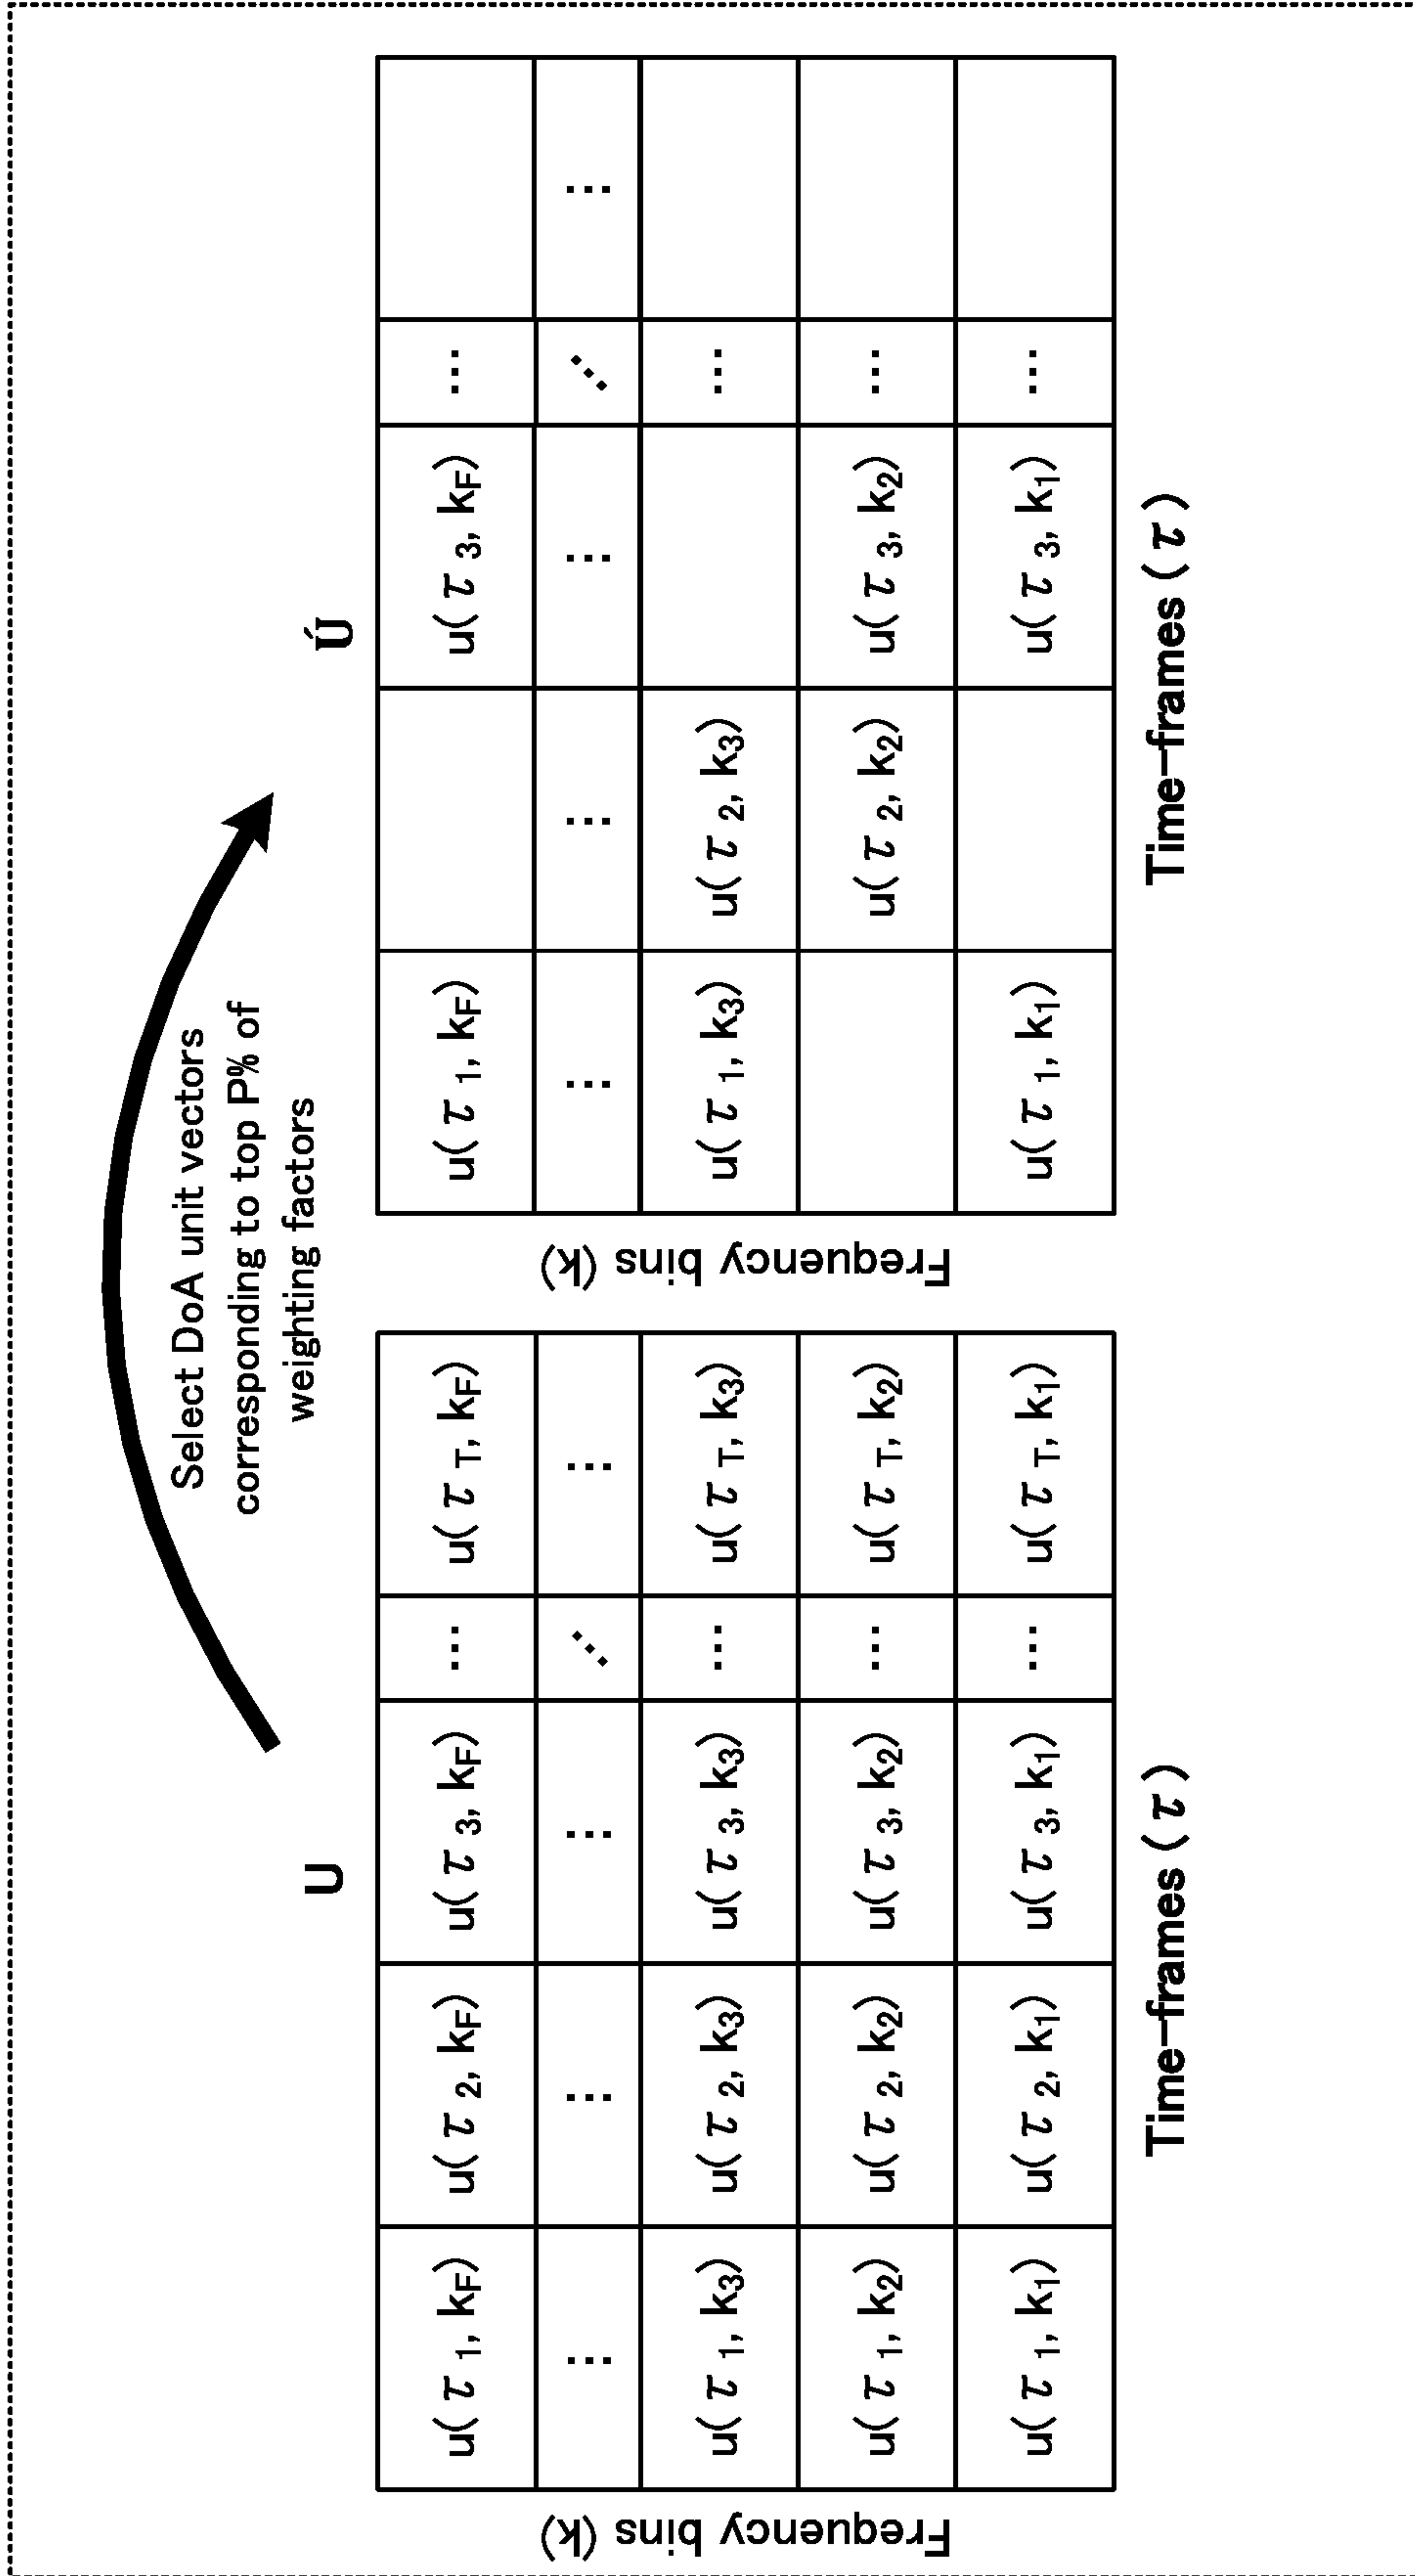 Select DoA unit vectors
corresponding to top P% of
weighting factors
U
Frequency bins (k)
u(τ1, kF) u(τ2, kF) u(τ3, kF) ... u(τT, kF)
⋮ ⋮ ⋮ ⋰ ⋮
u(τ1, k3) u(τ2, k3) u(τ3, k3) ... u(τT, k3)
u(τ1, k2) u(τ2, k2) u(τ3, k2) ... u(τT, k2)
u(τ1, k1) u(τ2, k1) u(τ3, k1) ... u(τT, k1)
Time-frames (τ)
Ú
Frequency bins (k)
u(τ1, kF) u(τ3, kF) ...
⋮ ⋮ ⋮ ⋰ ⋮
u(τ1, k3) u(τ2, k3) ...
u(τ2, k2) u(τ3, k2) ...
u(τ1, k1) u(τ3, k1) ...
Time-frames (τ)